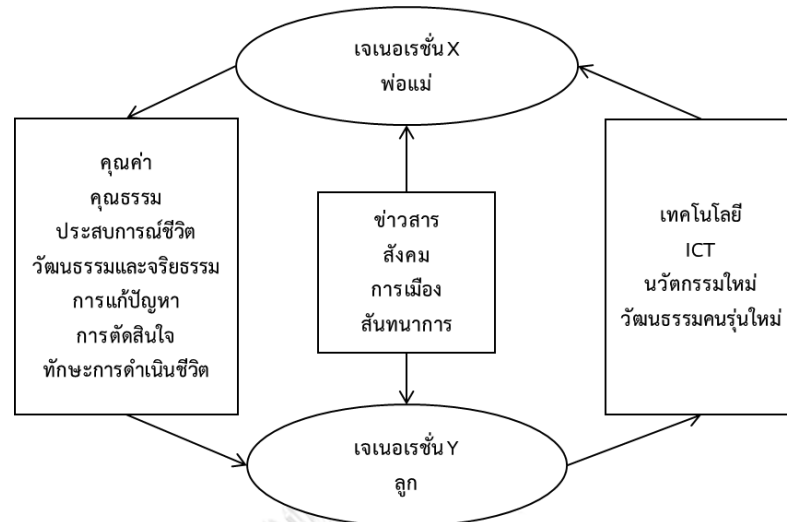 เจเนอเรชั่น X
พ่อแม่
คุณค่า
คุณธรรม
ประสบการณ์ชีวิต
วัฒนธรรมและจริยธรรม
การแก้ปัญหา
การตัดสินใจ
ทักษะการดำเนินชีวิต
ข่าวสาร
สังคม
การเมือง
สันทนาการ
เทคโนโลยี
ICT
นวัตกรรมใหม่
วัฒนธรรมคนรุ่นใหม่
เจเนอเรชั่น Y
ลูก